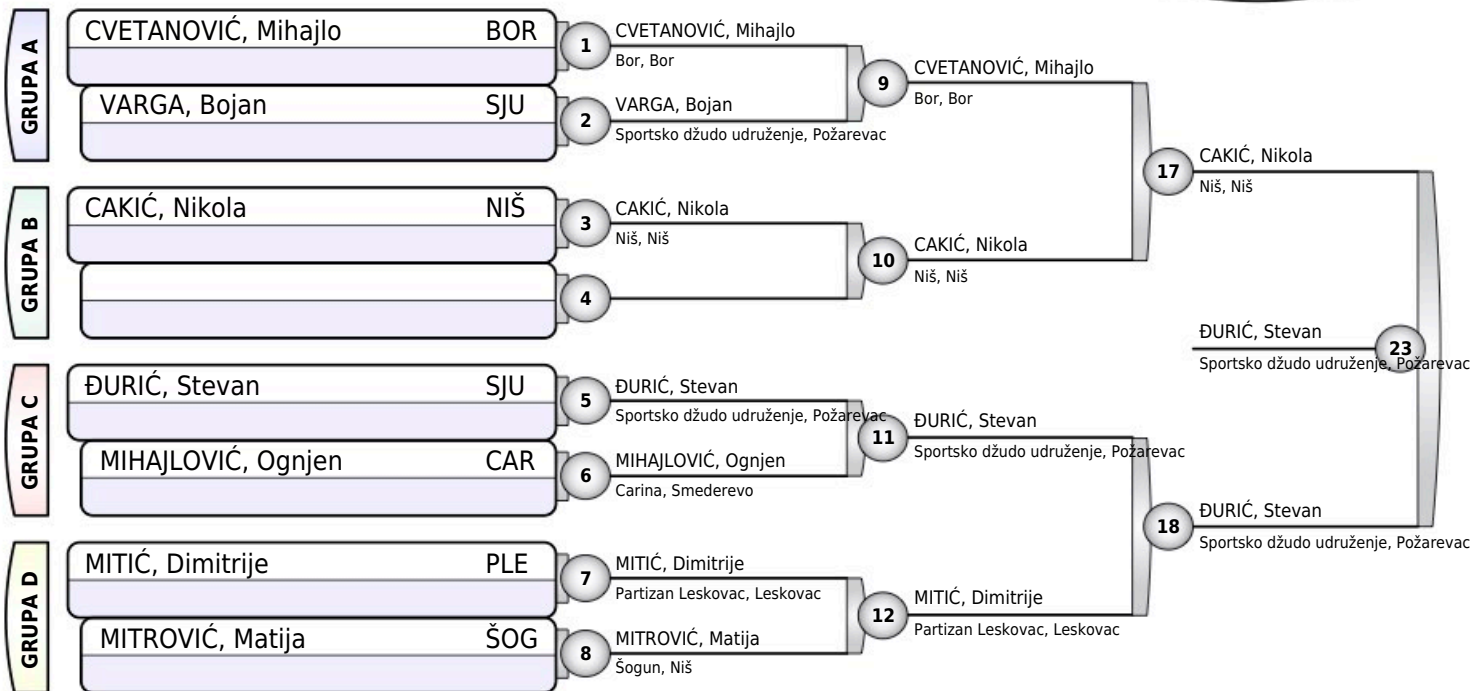 GRUPA A
CVETANOVIĆ, Mihajlo BOR
VARGA, Bojan SJU
1
CVETANOVIĆ, Mihajlo
Bor, Bor
2
VARGA, Bojan
Sportsko džudo udruženje, Požarevac
9
CVETANOVIĆ, Mihajlo
Bor, Bor
GRUPA B
CAKIĆ, Nikola NIŠ
3
CAKIĆ, Nikola
Niš, Niš
4
10
CAKIĆ, Nikola
Niš, Niš
17
CAKIĆ, Nikola
Niš, Niš
GRUPA C
ĐURIĆ, Stevan SJU
MIHAJLOVIĆ, Ognjen CAR
5
ĐURIĆ, Stevan
Sportsko džudo udruženje, Požarevac
6
MIHAJLOVIĆ, Ognjen
Carina, Smederevo
11
ĐURIĆ, Stevan
Sportsko džudo udruženje, Požarevac
GRUPA D
MITIĆ, Dimitrije PLE
MITROVIĆ, Matija ŠOG
7
MITIĆ, Dimitrije
Partizan Leskovac, Leskovac
8
MITROVIĆ, Matija
Šogun, Niš
12
MITIĆ, Dimitrije
Partizan Leskovac, Leskovac
18
ĐURIĆ, Stevan
Sportsko džudo udruženje, Požarevac
23
ĐURIĆ, Stevan
Sportsko džudo udruženje, Požarevac